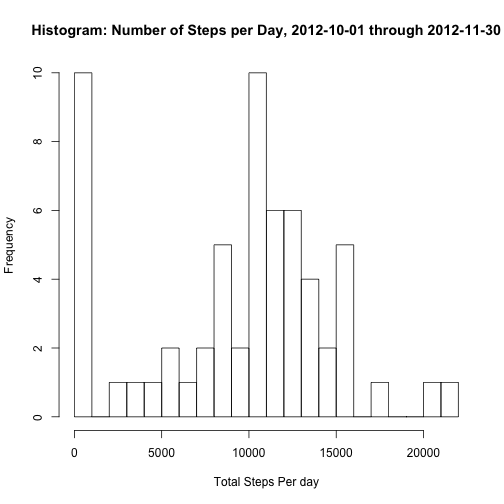 Histogram: Number of Steps per Day, 2012-10-01 through 2012-11-30
Frequency
10
8
6
4
2
0
0 5000 10000 15000 20000
Total Steps Per day